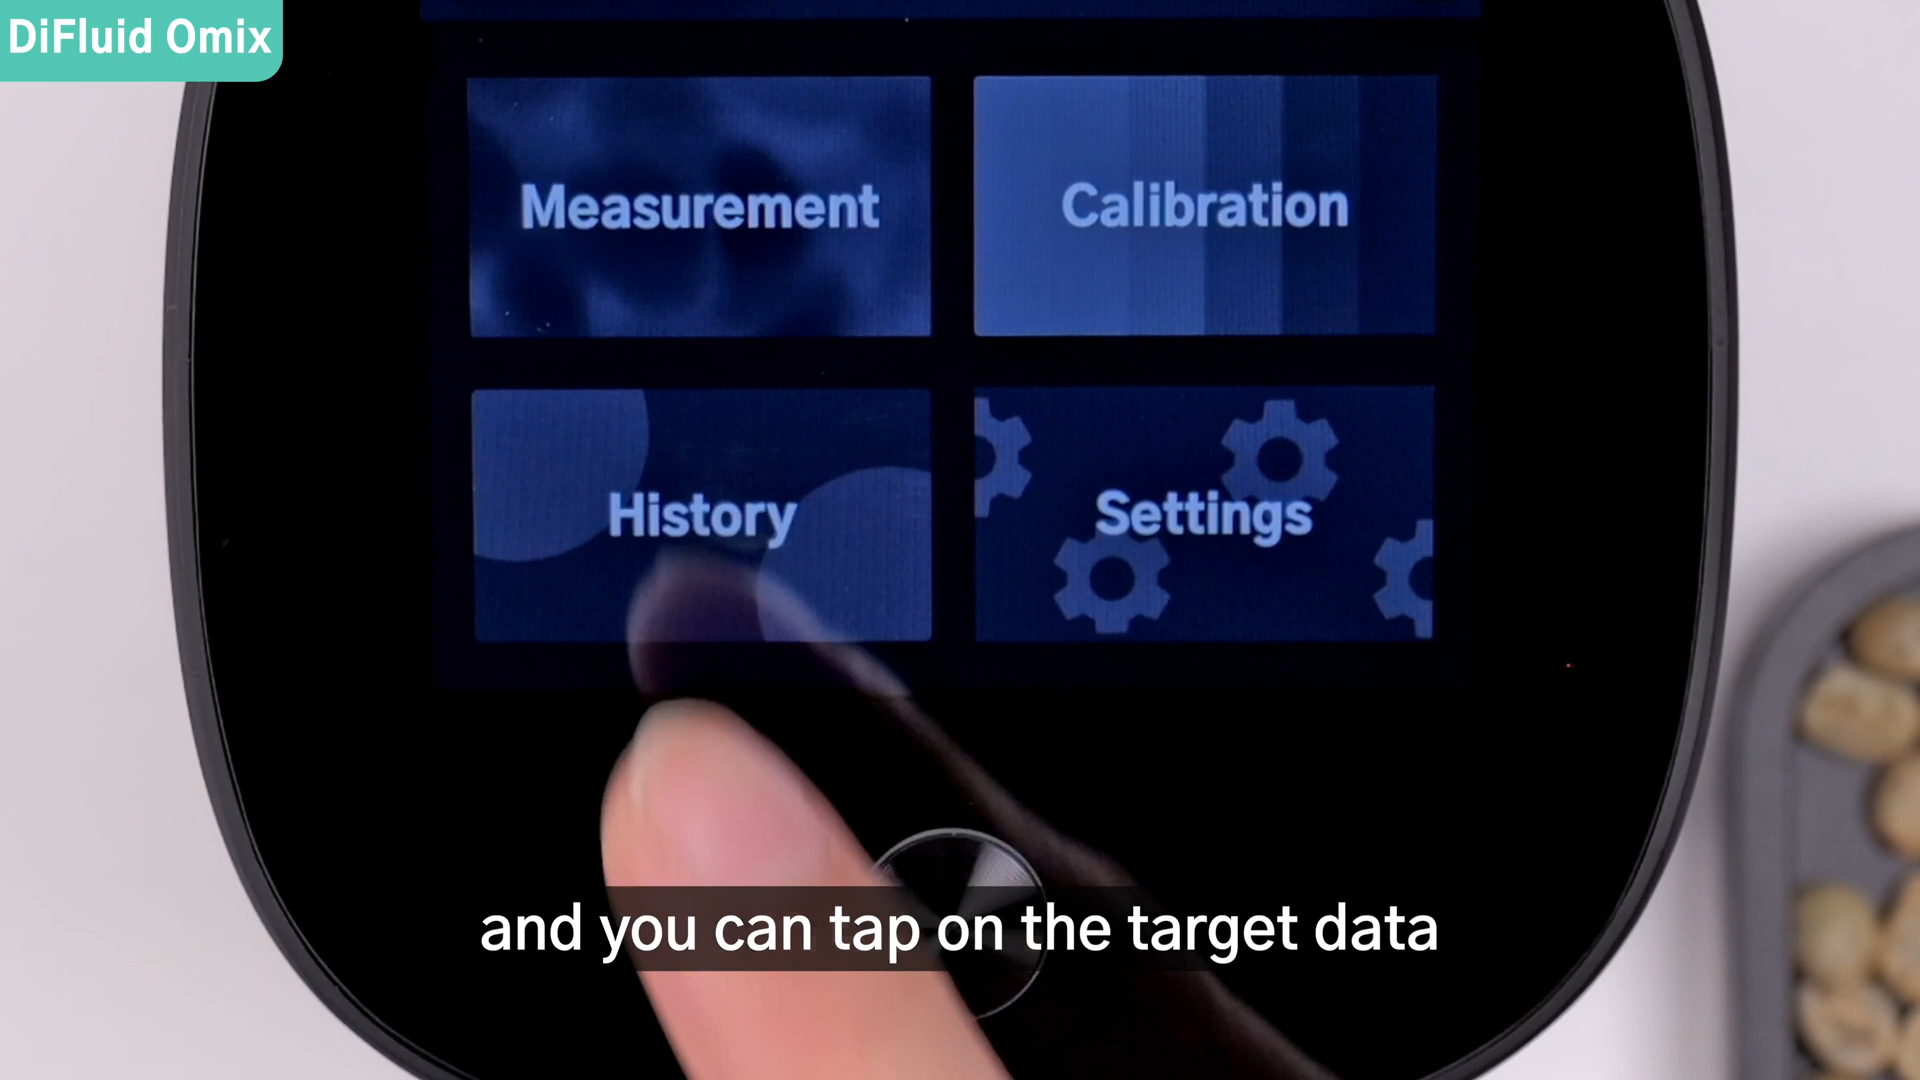 DiFluid Omix
Measurement
Calibration
History
Settings
and you can tap on the target data